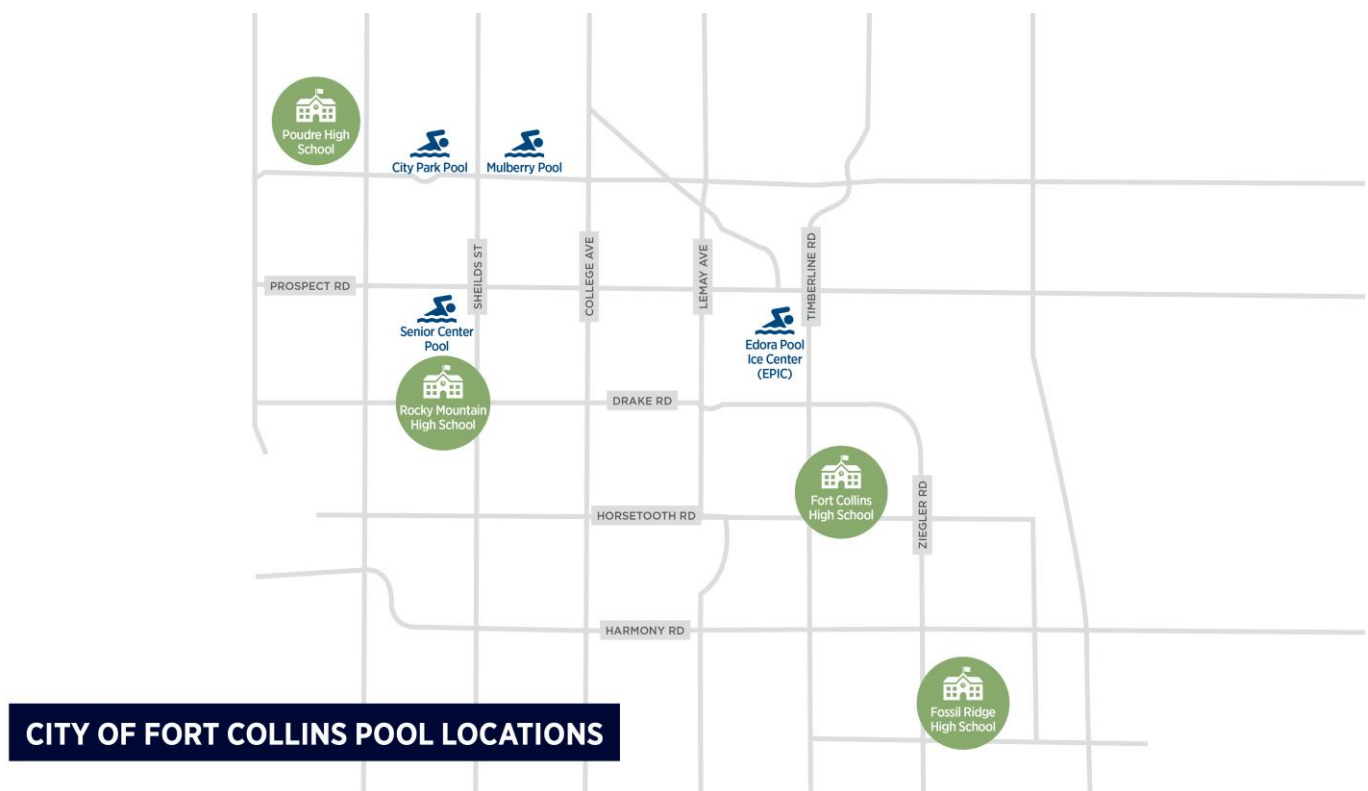 Poudre High
School
City Park Pool
Mulberry Pool
PROSPECT RD
SHEILDS ST
COLLEGE AVE
LEMAY AVE
TIMBERLINE RD
Senior Center
Pool
Edora Pool
Ice Center
(EPIC)
Rocky Mountain
High School
DRAKE RD
Fort Collins
High School
HORSETOOTH RD
ZIEGLER RD
HARMONY RD
Fossil Ridge
High School
CITY OF FORT COLLINS POOL LOCATIONS